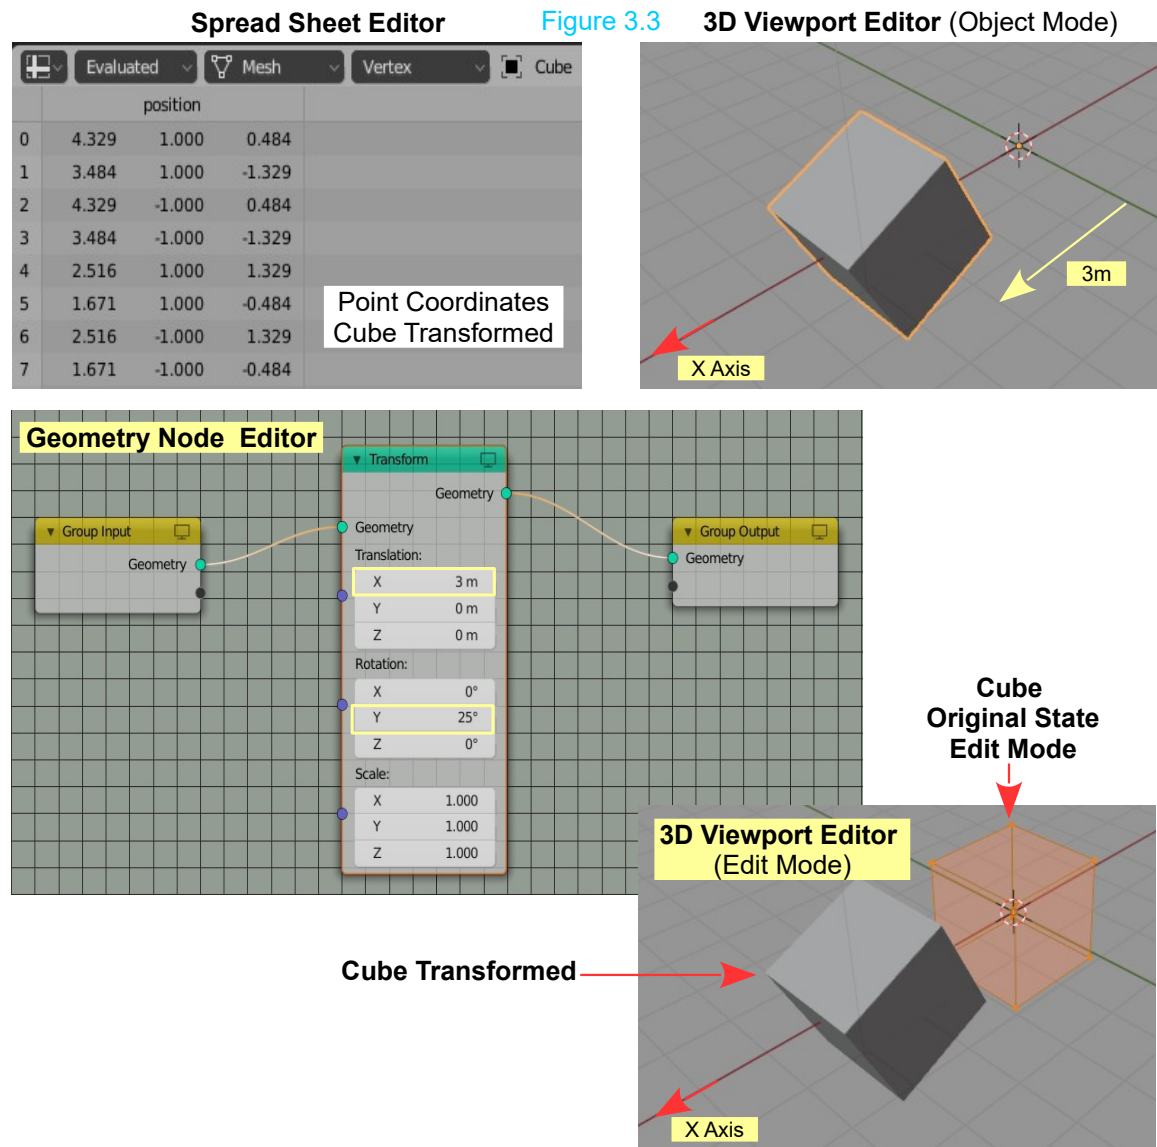 Spread Sheet Editor
Figure 3.3
3D Viewport Editor (Object Mode)
Evaluated
Mesh
Vertex
Cube
position
0 4.329 1.000 0.484
1 3.484 1.000 -1.329
2 4.329 -1.000 0.484
3 3.484 -1.000 -1.329
4 2.516 1.000 1.329
5 1.671 1.000 -0.484
6 2.516 -1.000 1.329
7 1.671 -1.000 -0.484
Point Coordinates
Cube Transformed
3m
X Axis
Geometry Node Editor
Group Input
Geometry
Transform
Geometry
Geometry
Translation:
X 3 m
Y 0 m
Z 0 m
Rotation:
X 0°
Y 25°
Z 0°
Scale:
X 1.000
Y 1.000
Z 1.000
Group Output
Geometry
Cube
Original State
Edit Mode
3D Viewport Editor
(Edit Mode)
Cube Transformed
X Axis